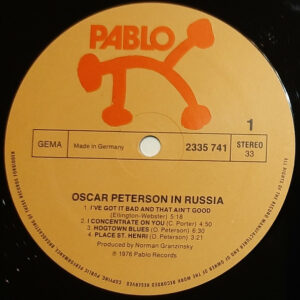 PABLO
GEMA
Made in Germany
2335 741
1
STEREO
33
OSCAR PETERSON IN RUSSIA
1. I'VE GOT IT BAD AND THAT AIN'T GOOD
(Ellington-Webster) 5:18
2. I CONCENTRATE ON YOU (C. Porter) 4:30
3. HOGTOWN BLUES (O. Peterson) 6:30
4. PLACE ST. HENRI (O. Peterson) 3:21
Produced by Norman Granzinsky
℗ 1976 Pablo Records